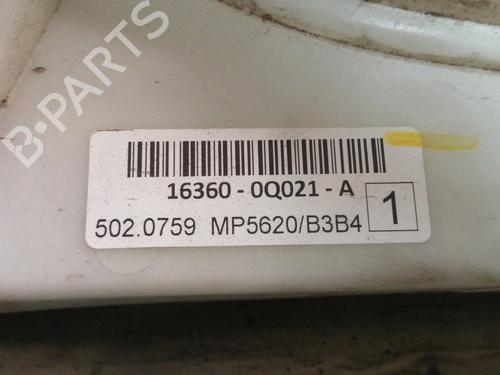 B-PARTS
16360 - 0Q021 - A
502.0759 MP5620/B3B4 1